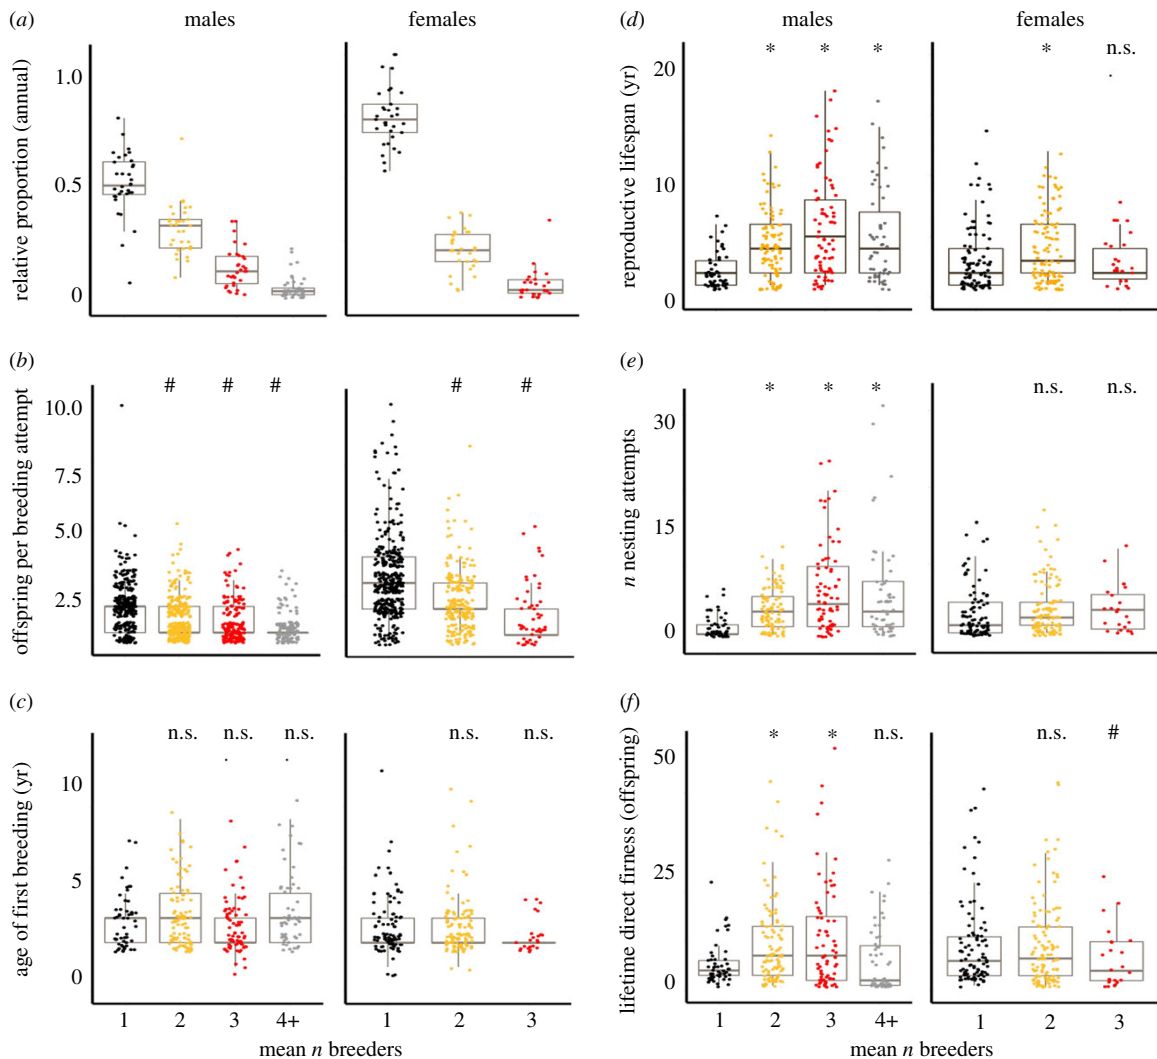 (a) males females
relative proportion (annual)
1.0
0.5
0
(b)
offspring per breeding attempt
# # # # #
10.0
7.5
5.0
2.5
(c)
age of first breeding (yr)
n.s. n.s. n.s. n.s. n.s.
10
5
0
1 2 3 4+ 1 2 3
mean n breeders
(d) males females
reproductive lifespan (yr)
* * * * n.s.
20
10
0
(e)
n nesting attempts
* * * n.s. n.s.
30
15
0
(f)
lifetime direct firness (offspring)
* * n.s. n.s. #
50
25
0
1 2 3 4+ 1 2 3
mean n breeders